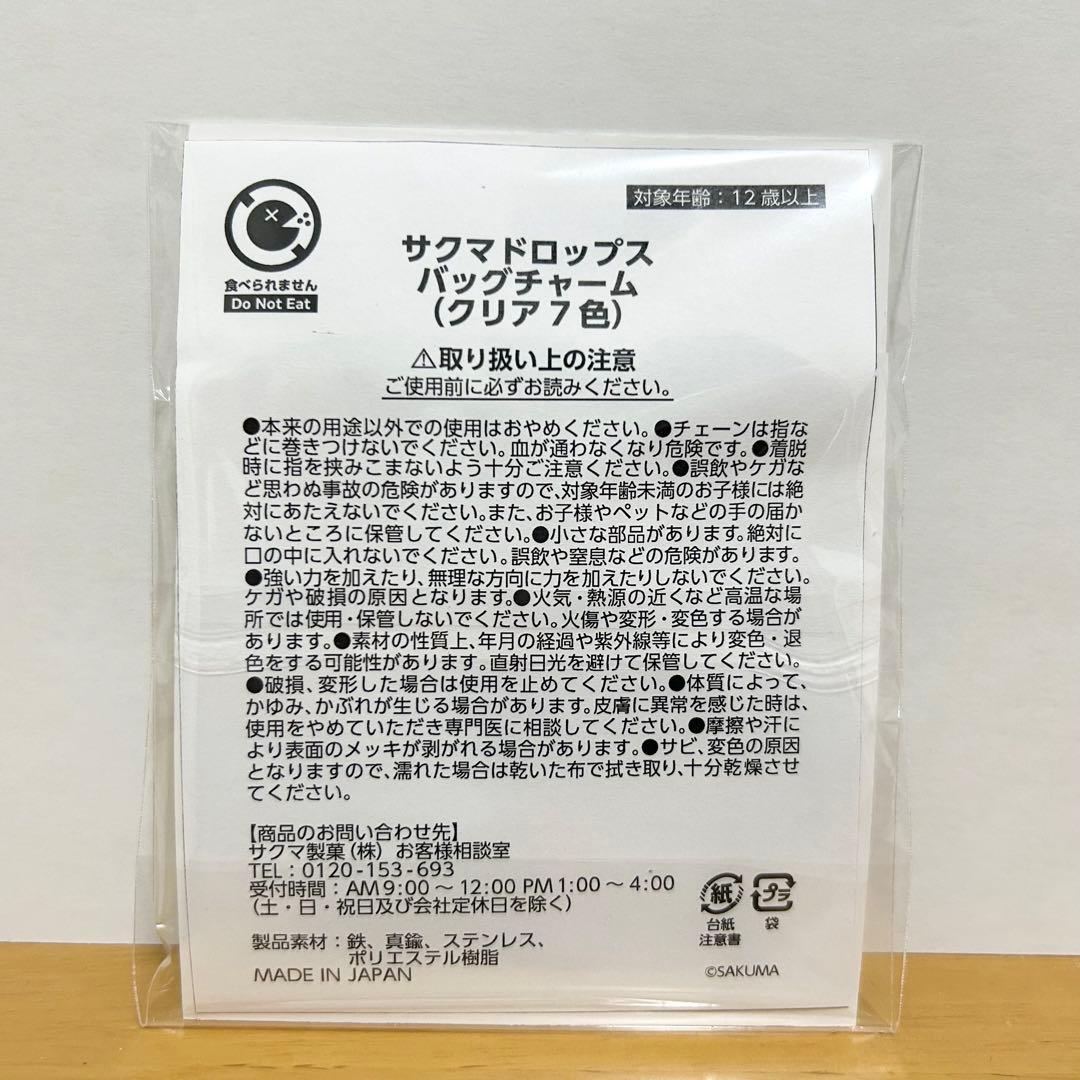 対象年齢：12歳以上
食べられません
Do Not Eat
サクマドロップス
バッグチャーム
（クリア7色）
⚠取り扱い上の注意
ご使用前に必ずお読みください。
●本来の用途以外での使用はおやめください。●チェーンは指な
どに巻きつけないでください。血が通わなくなり危険です。●着脱
時に指を挟みこまないよう十分ご注意ください。●誤飲やケガな
ど思わぬ事故の危険がありますので、対象年齢未満のお子様には絶
対にあたえないでください。また、お子様やペットなどの手の届か
ないところに保管してください。●小さな部品があります。絶対に
口の中に入れないでください。誤飲や窒息などの危険があります。
●強い力を加えたり、無理な方向に力を加えたりしないでください。
ケガや破損の原因となります。●火気・熱源の近くなど高温な場
所では使用・保管しないでください。火傷や変形・変色する場合が
あります。●素材の性質上、年月の経過や紫外線等により変色・退
色をする可能性があります。直射日光を避けて保管してください。
●破損、変形した場合は使用を止めてください。●体質によって、
かゆみ、かぶれが生じる場合があります。皮膚に異常を感じた時は、
使用をやめていただき専門医に相談してください。●摩擦や汗に
より表面のメッキが剥がれる場合があります。●サビ、変色の原因
となりますので、濡れた場合は乾いた布で拭き取り、十分乾燥させ
てください。
【商品のお問い合わせ先】
サクマ製菓（株） お客様相談室
TEL：0120-153-693
受付時間：AM9:00～12:00 PM1:00～4:00
（土・日・祝日及び会社定休日を除く）
紙
台紙
注意書
プラ
袋
製品素材：鉄、真鍮、ステンレス、
ポリエステル樹脂
MADE IN JAPAN
©SAKUMA